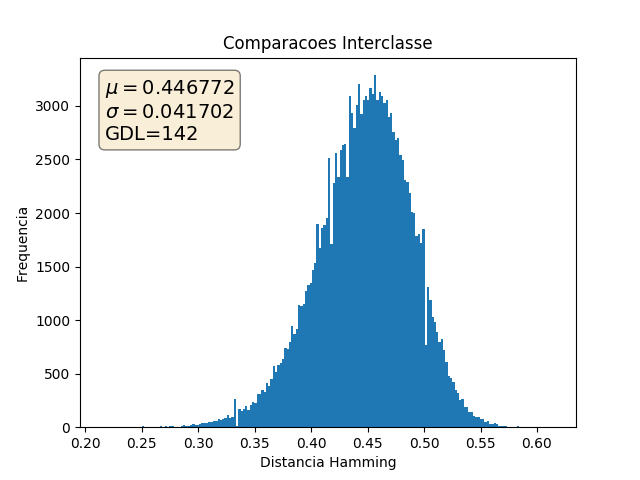 Comparacoes Interclasse
μ = 0.446772
σ = 0.041702
GDL=142
Frequencia
3000
2500
2000
1500
1000
500
0
0.20 0.25 0.30 0.35 0.40 0.45 0.50 0.55 0.60
Distancia Hamming